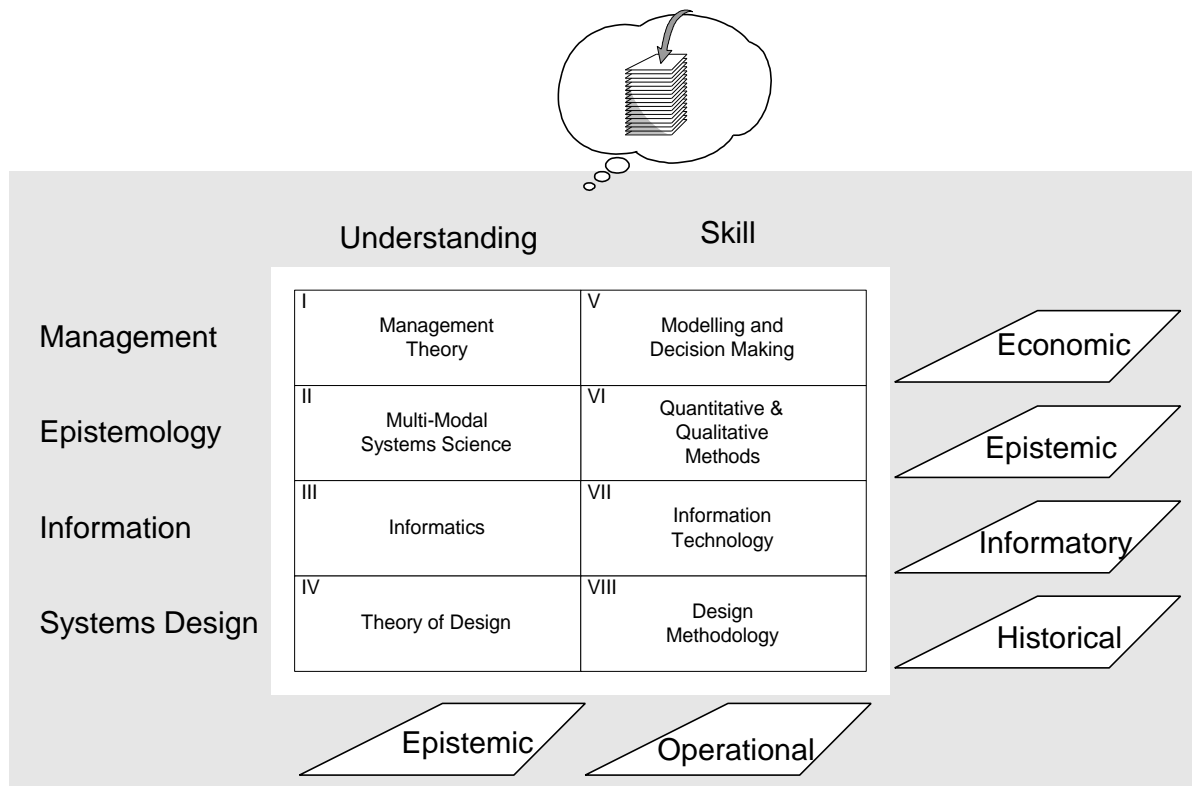 Understanding
Skill
Management
I
Management
Theory
V
Modelling and
Decision Making
Economic
Epistemology
II
Multi-Modal
Systems Science
VI
Quantitative &
Qualitative
Methods
Epistemic
Information
III
Informatics
VII
Information
Technology
Informatory
Systems Design
IV
Theory of Design
VIII
Design
Methodology
Historical
Epistemic
Operational